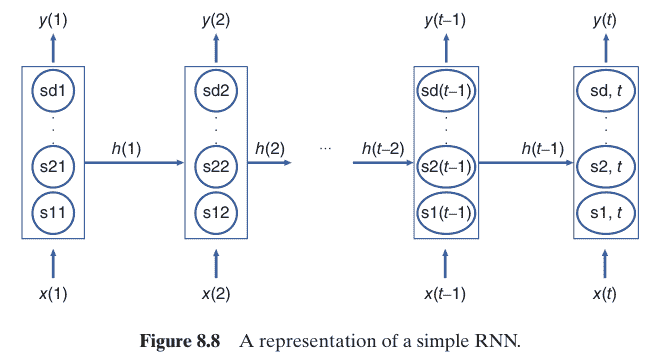 y(1) y(2) y(t–1) y(t)
sd1 sd2 sd(t–1) sd, t
. . . .
. . . .
h(1) h(2) ... h(t–2) h(t–1)
s21 s22 s2(t–1) s2, t
s11 s12 s1(t–1) s1, t
x(1) x(2) x(t–1) x(t)
Figure 8.8 A representation of a simple RNN.